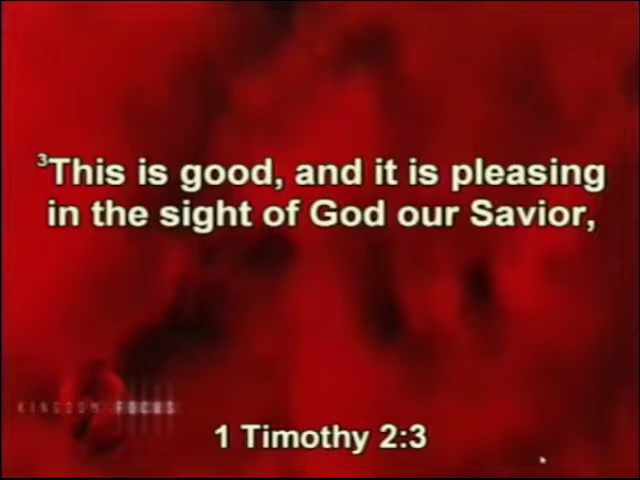 ³This is good, and it is pleasing
in the sight of God our Savior,
KINGDOM FOCUS
1 Timothy 2:3